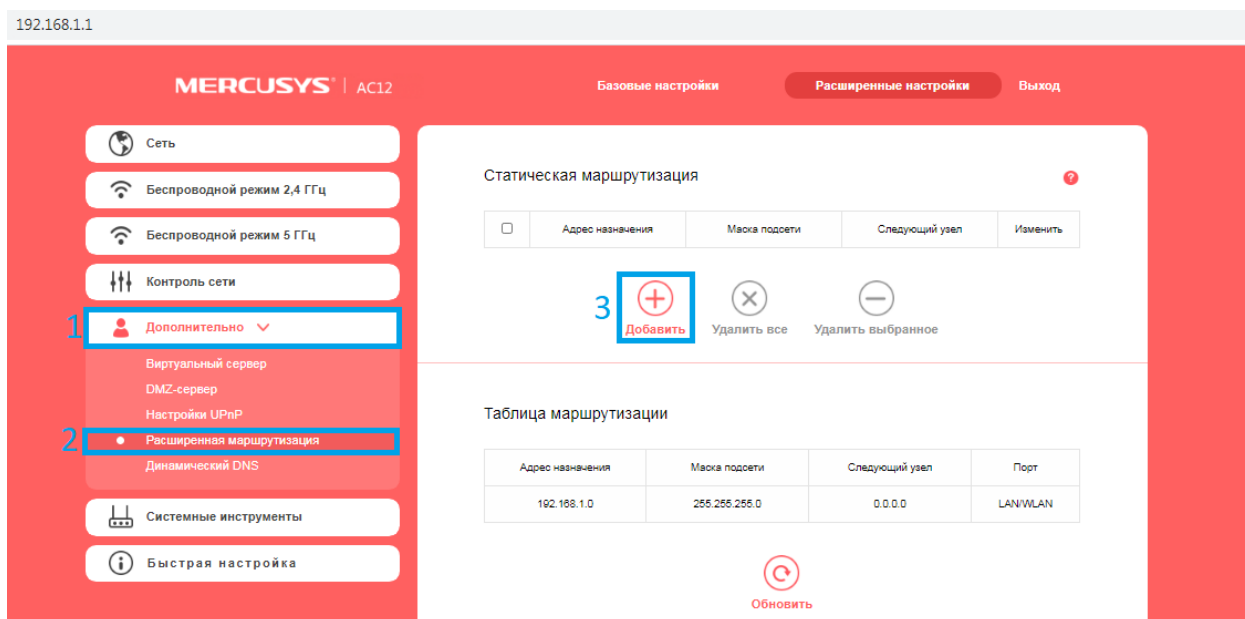 192.168.1.1
MERCUSYS® | AC12
Базовые настройки
Расширенные настройки
Выход
Сеть
Беспроводной режим 2,4 ГГц
Беспроводной режим 5 ГГц
Контроль сети
1
Дополнительно
Виртуальный сервер
DMZ-сервер
Настройки UPnP
2
Расширенная маршрутизация
Динамический DNS
Системные инструменты
Быстрая настройка
Статическая маршрутизация
?
Адрес назначения Маска подсети Следующий узел Изменить
3
Добавить
Удалить все
Удалить выбранное
Таблица маршрутизации
Адрес назначения Маска подсети Следующий узел Порт
192.168.1.0 255.255.255.0 0.0.0.0 LAN/WLAN
Обновить